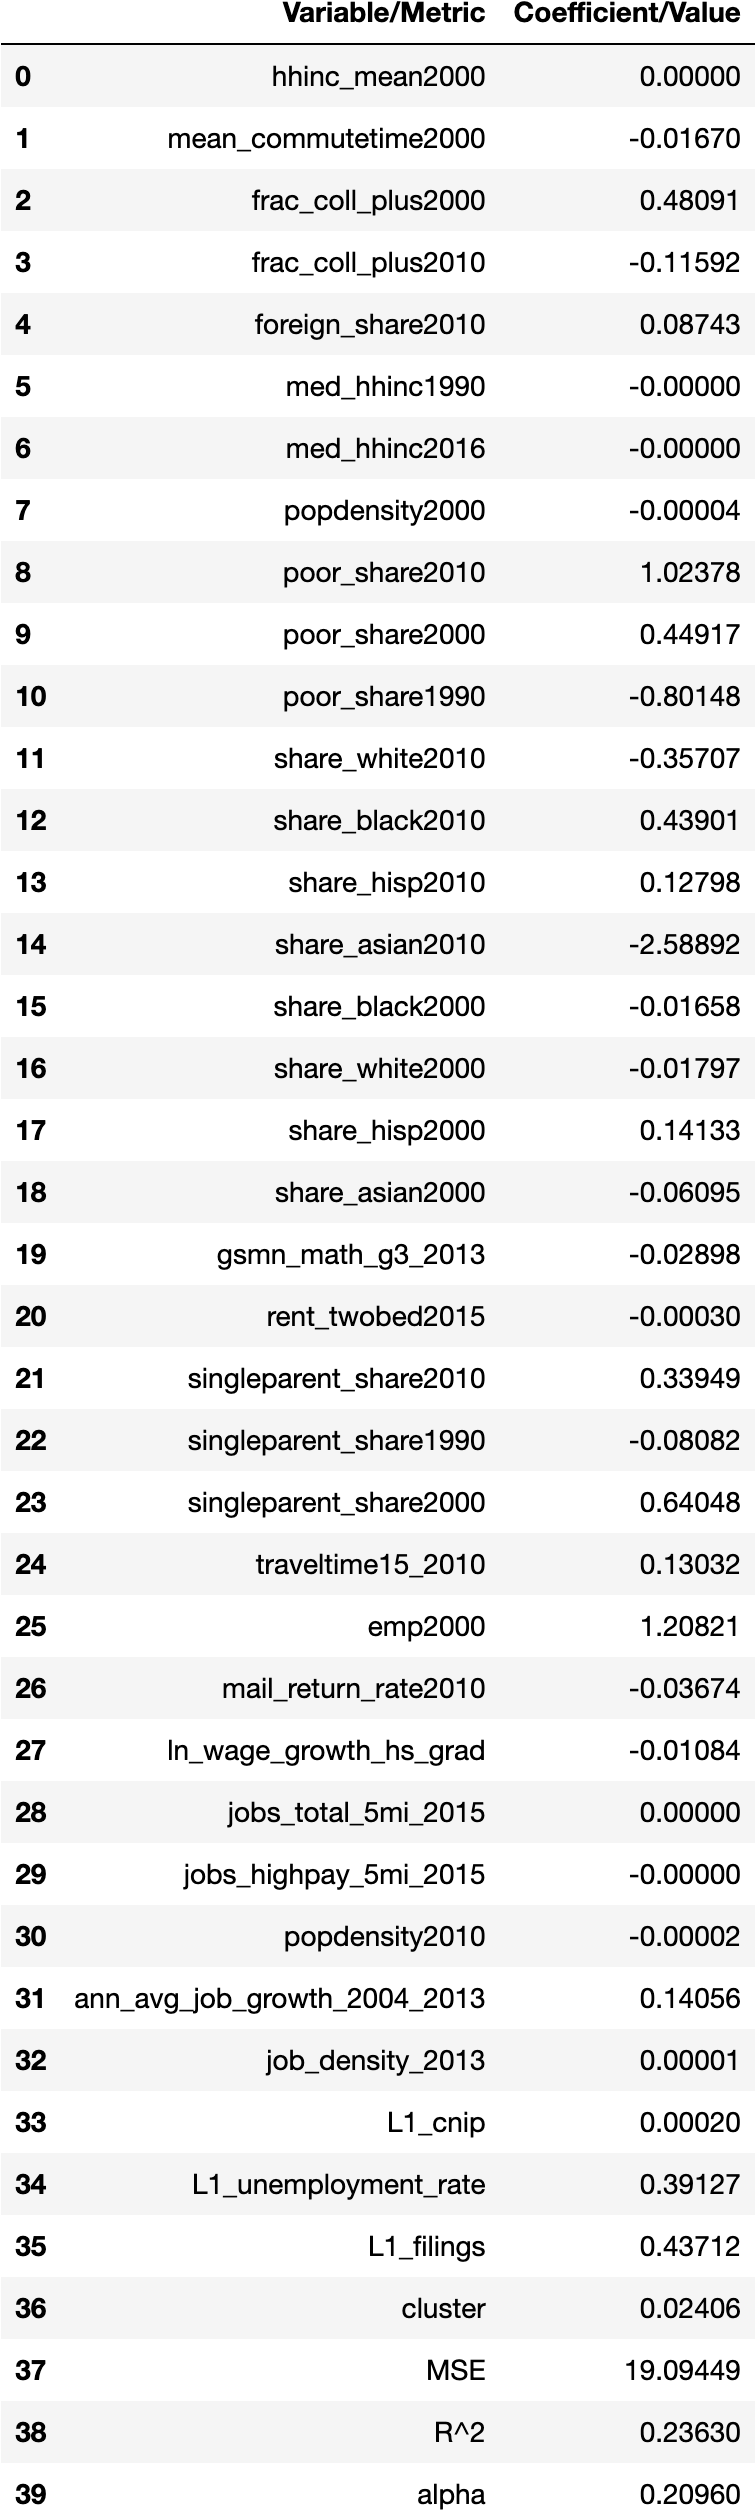 Variable/Metric Coefficient/Value
0 hhinc_mean2000 0.00000
1 mean_commutetime2000 -0.01670
2 frac_coll_plus2000 0.48091
3 frac_coll_plus2010 -0.11592
4 foreign_share2010 0.08743
5 med_hhinc1990 -0.00000
6 med_hhinc2016 -0.00000
7 popdensity2000 -0.00004
8 poor_share2010 1.02378
9 poor_share2000 0.44917
10 poor_share1990 -0.80148
11 share_white2010 -0.35707
12 share_black2010 0.43901
13 share_hisp2010 0.12798
14 share_asian2010 -2.58892
15 share_black2000 -0.01658
16 share_white2000 -0.01797
17 share_hisp2000 0.14133
18 share_asian2000 -0.06095
19 gsmn_math_g3_2013 -0.02898
20 rent_twobed2015 -0.00030
21 singleparent_share2010 0.33949
22 singleparent_share1990 -0.08082
23 singleparent_share2000 0.64048
24 traveltime15_2010 0.13032
25 emp2000 1.20821
26 mail_return_rate2010 -0.03674
27 ln_wage_growth_hs_grad -0.01084
28 jobs_total_5mi_2015 0.00000
29 jobs_highpay_5mi_2015 -0.00000
30 popdensity2010 -0.00002
31 ann_avg_job_growth_2004_2013 0.14056
32 job_density_2013 0.00001
33 L1_cnip 0.00020
34 L1_unemployment_rate 0.39127
35 L1_filings 0.43712
36 cluster 0.02406
37 MSE 19.09449
38 R^2 0.23630
39 alpha 0.20960